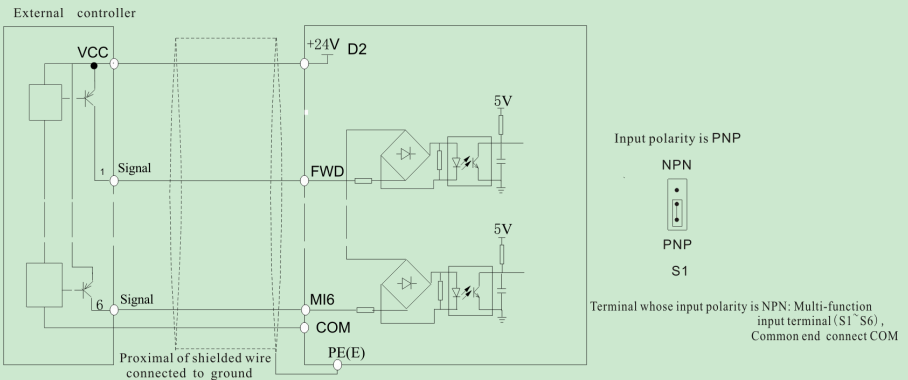 External controller
VCC
+24V D2
5V
1 Signal
FWD
Input polarity is PNP
NPN
PNP
S1
5V
6 Signal
MI6
COM
Terminal whose input polarity is NPN: Multi-function
input terminal(S1~S6),
Common end connect COM
PE(E)
Proximal of shielded wire
connected to ground